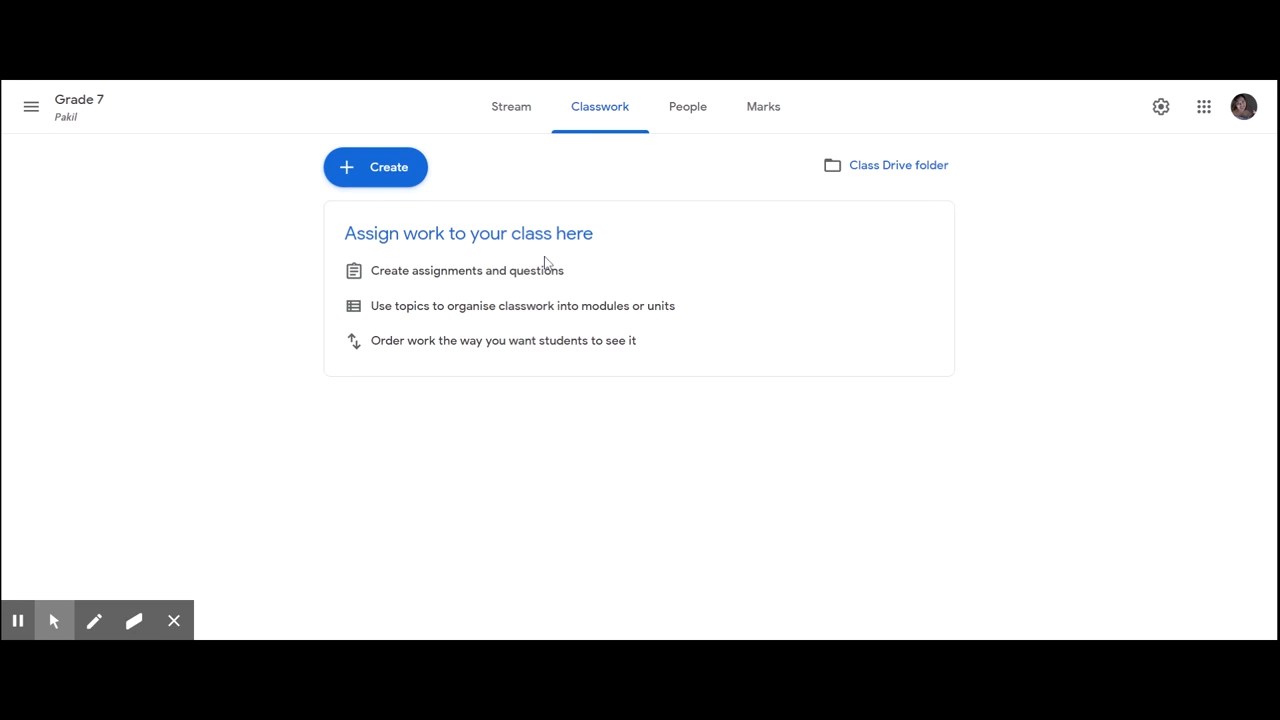 Grade 7
Pakil
Stream
Classwork
People
Marks
Create
Class Drive folder
Assign work to your class here
Create assignments and questions
Use topics to organise classwork into modules or units
Order work the way you want students to see it